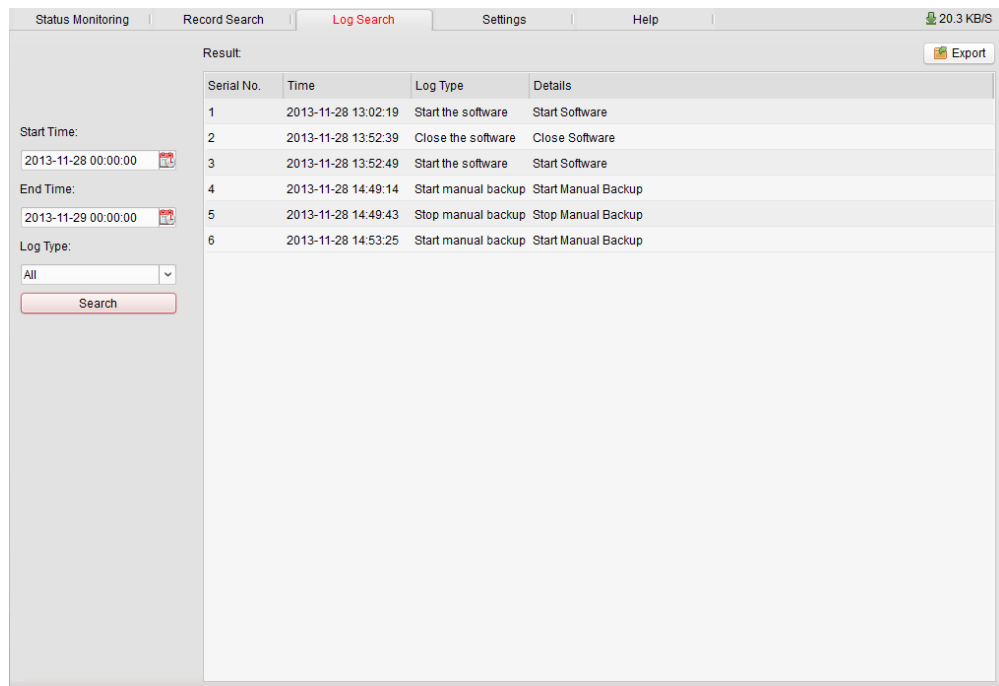 Status Monitoring Record Search Log Search Settings Help 20.3 KB/S
Result: Export
Serial No. Time Log Type Details
1 2013-11-28 13:02:19 Start the software Start Software
2 2013-11-28 13:52:39 Close the software Close Software
3 2013-11-28 13:52:49 Start the software Start Software
4 2013-11-28 14:49:14 Start manual backup Start Manual Backup
5 2013-11-28 14:49:43 Stop manual backup Stop Manual Backup
6 2013-11-28 14:53:25 Start manual backup Start Manual Backup
Start Time:
2013-11-28 00:00:00
End Time:
2013-11-29 00:00:00
Log Type:
All
Search